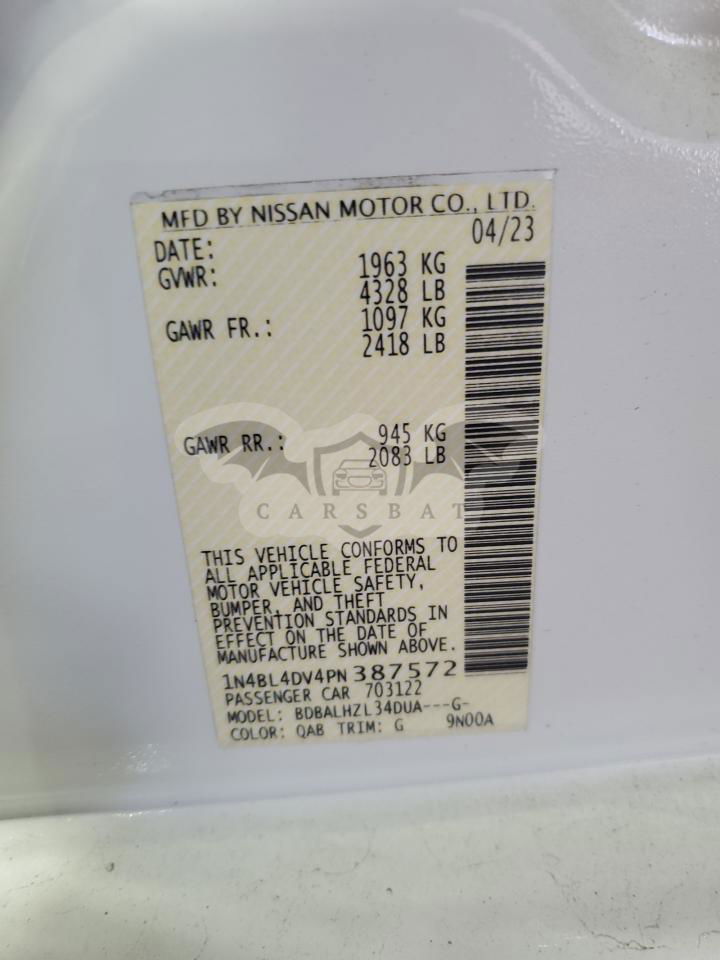 MFD BY NISSAN MOTOR CO., LTD.
DATE: 04/23
GVWR: 1963 KG
4328 LB
GAWR FR.: 1097 KG
2418 LB
GAWR RR.: 945 KG
2083 LB
CARSBAT
THIS VEHICLE CONFORMS TO
ALL APPLICABLE FEDERAL
MOTOR VEHICLE SAFETY,
BUMPER, AND THEFT
PREVENTION STANDARDS IN
EFFECT ON THE DATE OF
MANUFACTURE SHOWN ABOVE.
1N4BL4DV4PN387572
PASSENGER CAR 703122
MODEL: BDBALHZL34DUA---G-
COLOR: QAB TRIM: G 9N00A